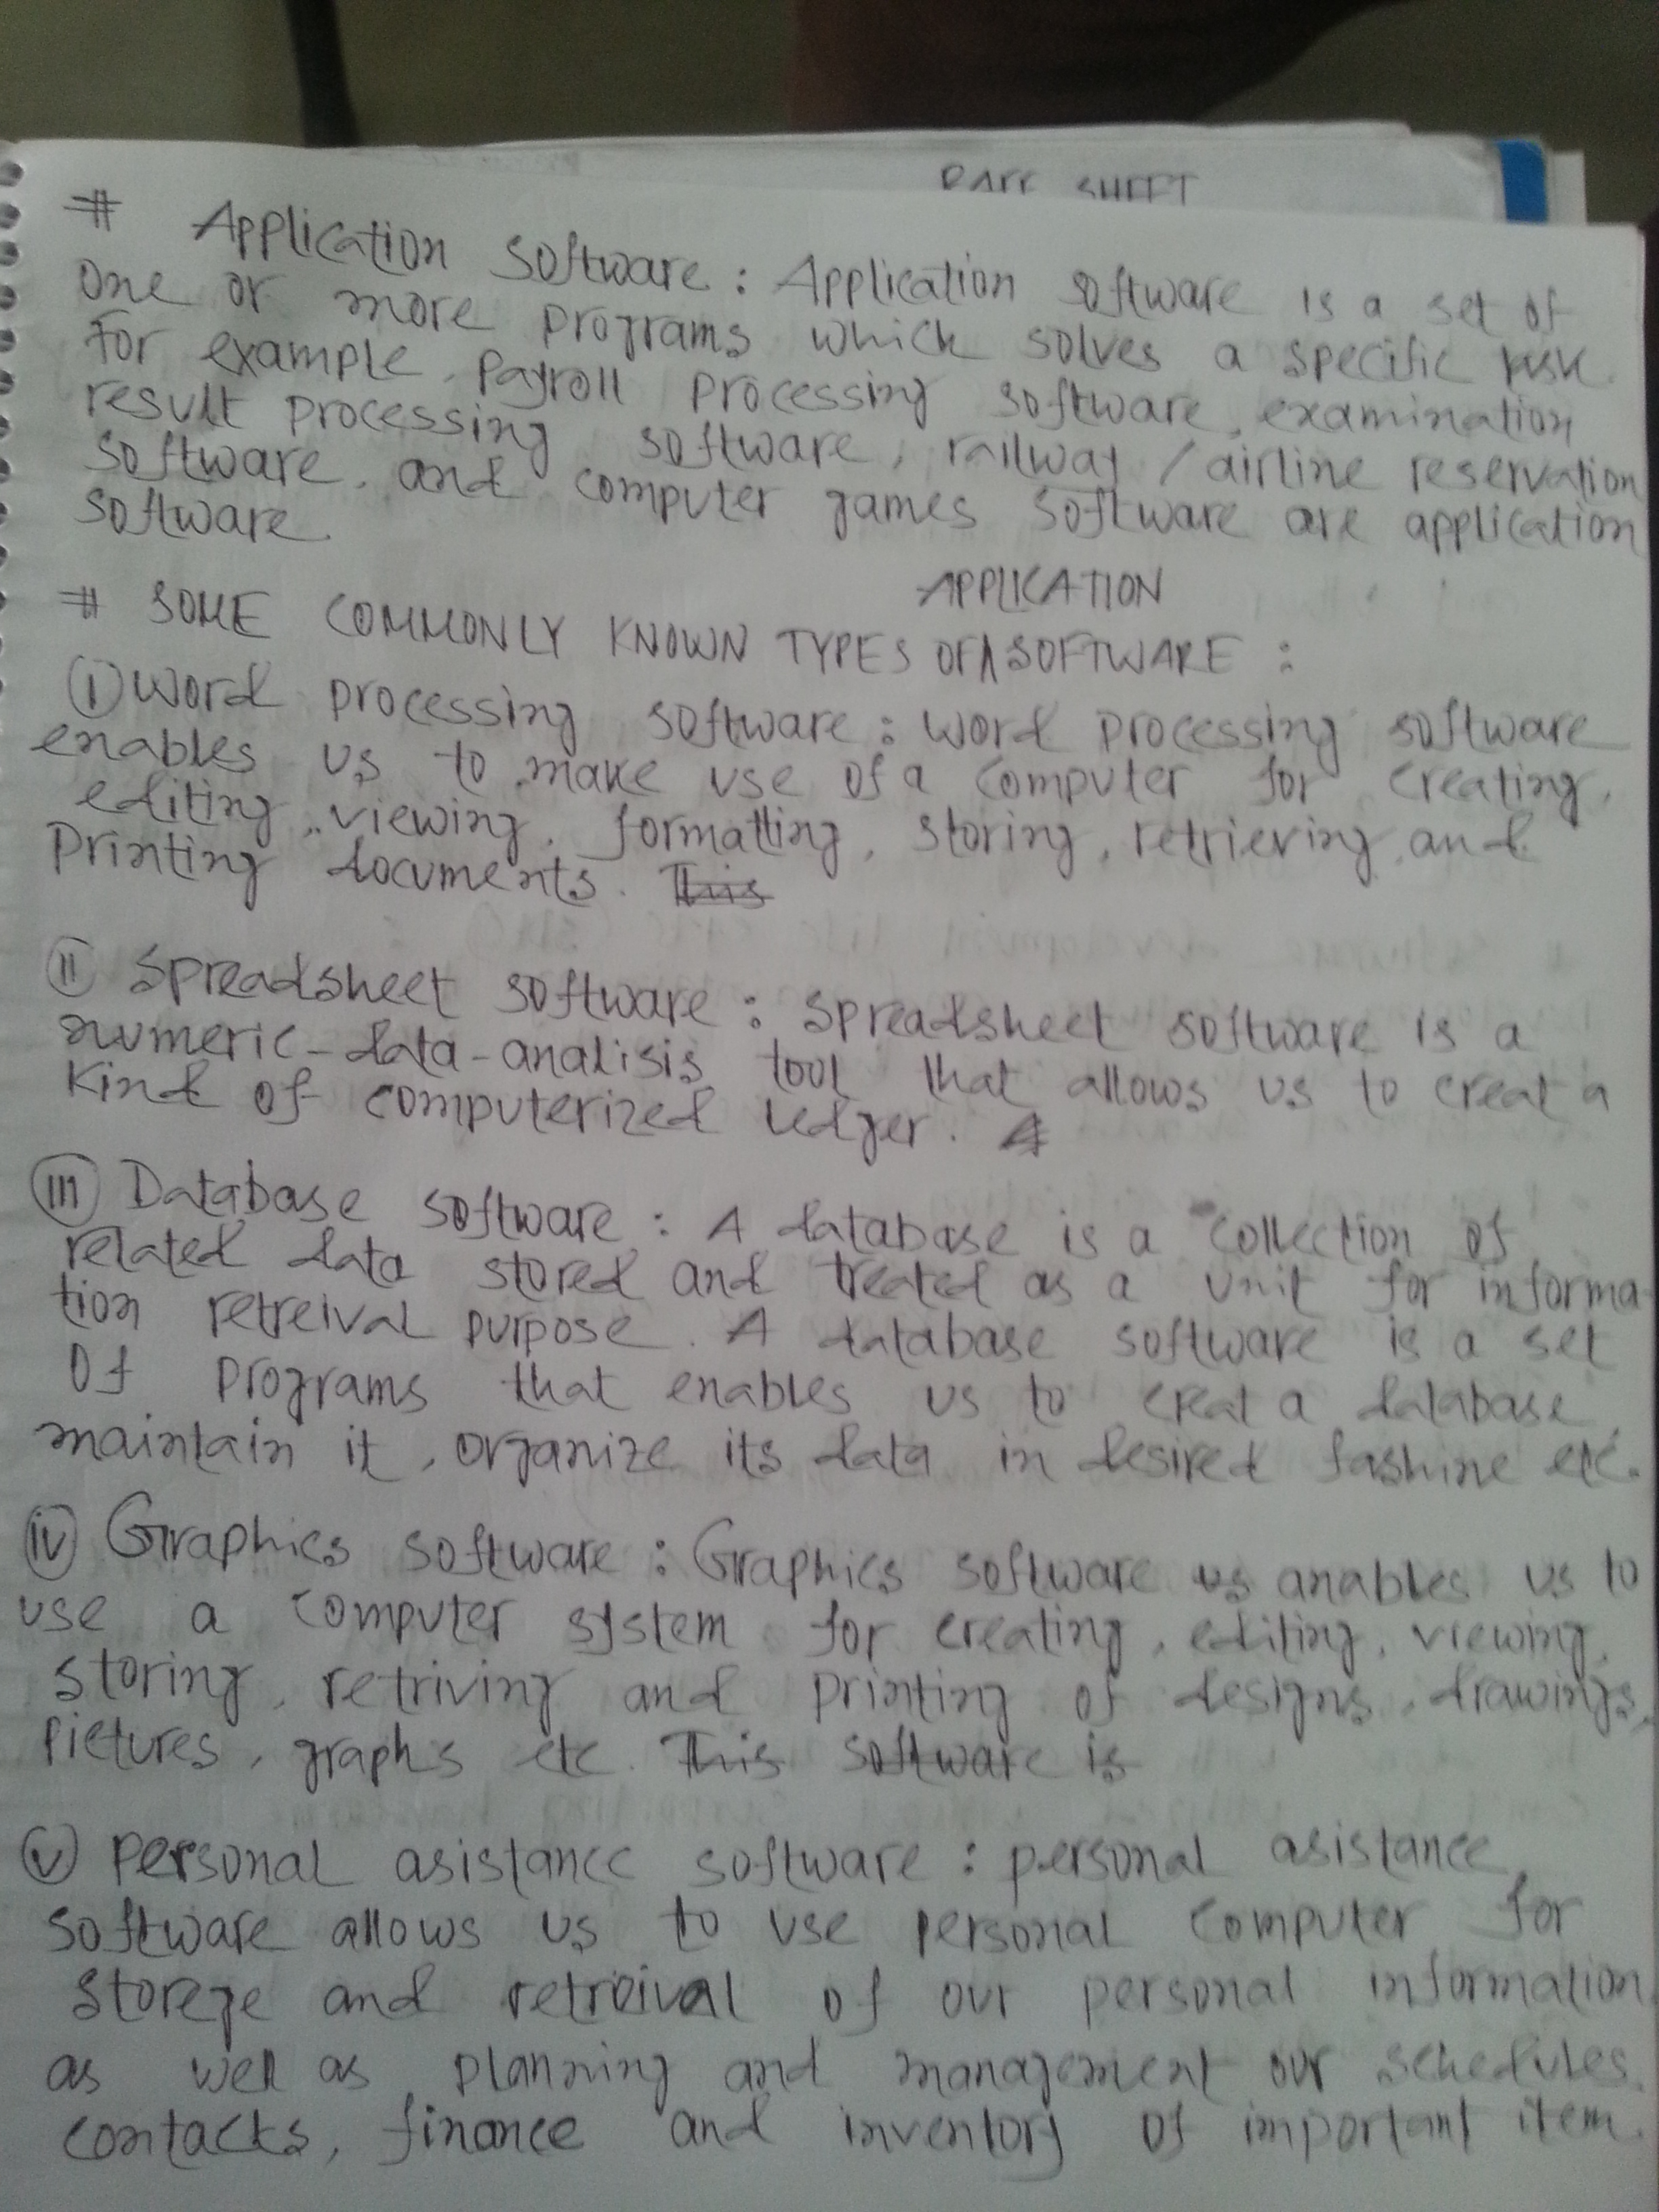 RATE SHEET
# Application Software : Application software is a set of
one or more programs which solves a specific task.
For example, Payroll processing software, examination
result processing software, railway / airline reservation
software, and computer games software are application
software.
APPLICATION
# SOME COMMONLY KNOWN TYPES OF ∧ SOFTWARE :
(i) Word processing software : Word processing software
enables us to make use of a computer for creating,
editing, viewing, formatting, storing, retrieving, and
printing documents. This
(ii) Spreadsheet software : Spreadsheet software is a
numeric-data-analisis tool that allows us to creat a
kind of computerized ledger. A
(iii) Database software : A database is a collection of
related data stored and treated as a unit for informa-
tion retreival purpose. A database software is a set
of programs that enables us to creat a database,
maintain it, organize its data in desired fashine etc.
(iv) Graphics software : Graphics software us anables us to
use a computer system for creating, editing, viewing,
storing, retriving and printing of designs, drawings,
pictures, graphs etc. This software is
(v) Personal asistance software : personal asistance
software allows us to use personal computer for
storege and retreival of our personal information
as well as planning and management our schedules,
contacks, finance and inventory of important item.